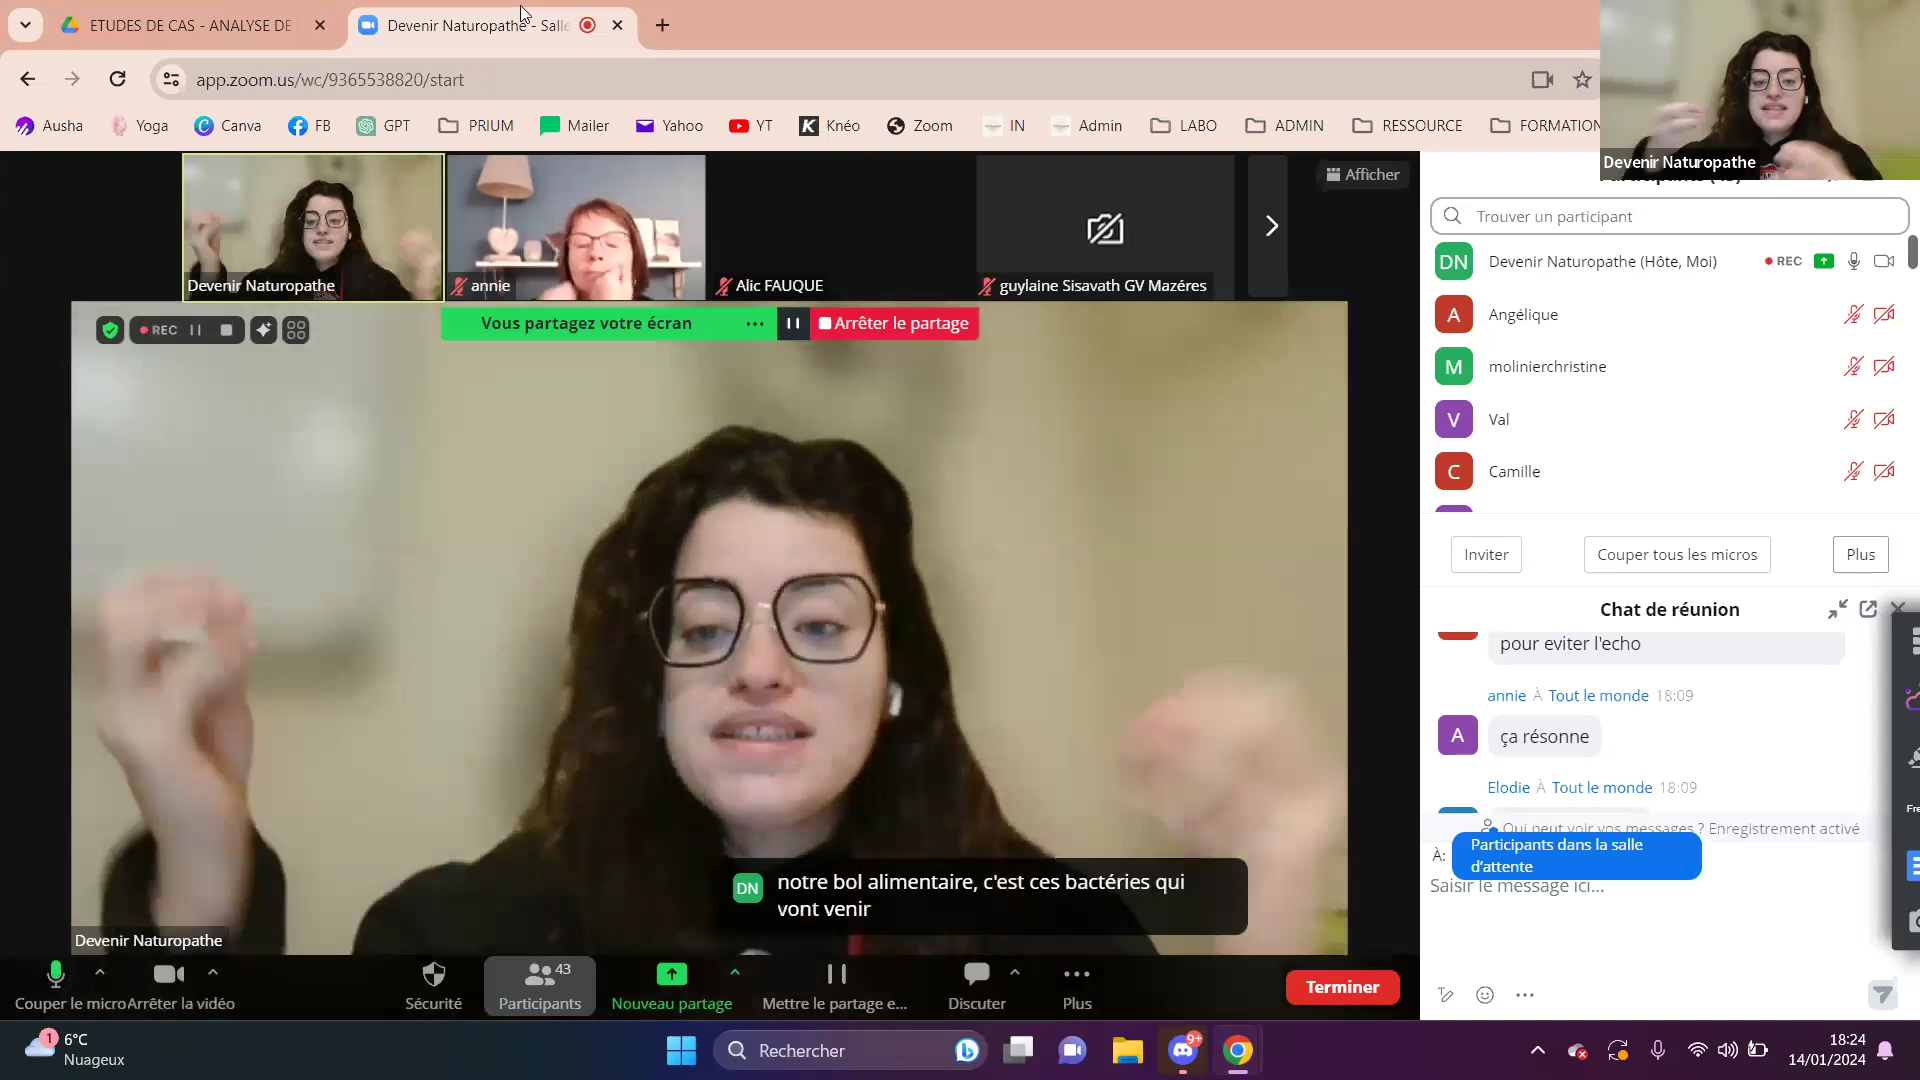 ETUDES DE CAS - ANALYSE DE
Devenir Naturopathe - Salle
app.zoom.us/wc/9365538820/start
Ausha
Yoga
Canva
FB
GPT
PRIUM
Mailer
Yahoo
YT
Knéo
Zoom
IN
Admin
LABO
ADMIN
RESSOURCE
FORMATION
Devenir Naturopathe
Devenir Naturopathe
annie
Alic FAUQUE
guylaine Sisavath GV Mazéres
Afficher
REC
Vous partagez votre écran
Arrêter le partage
Trouver un participant
DN
Devenir Naturopathe (Hôte, Moi)
REC
A
Angélique
M
molinierchristine
V
Val
C
Camille
Inviter
Couper tous les micros
Plus
Chat de réunion
pour eviter l'echo
annie À Tout le monde 18:09
A
ça résonne
Elodie À Tout le monde 18:09
Qui peut voir vos messages ? Enregistrement activé
À:
Participants dans la salle
d'attente
Saisir le message ici...
DN
notre bol alimentaire, c'est ces bactéries qui
vont venir
Devenir Naturopathe
Couper le micro
Arrêter la vidéo
Sécurité
43
Participants
Nouveau partage
Mettre le partage e...
Discuter
Plus
Terminer
1
6°C
Nuageux
Rechercher
9+
18:24
14/01/2024